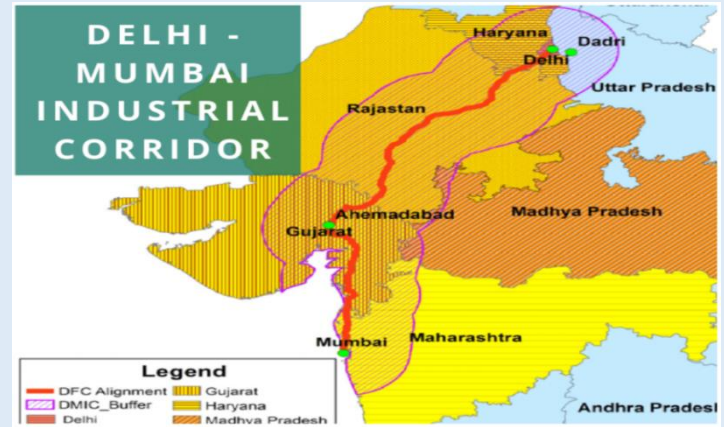 DELHI -
MUMBAI
INDUSTRIAL
CORRIDOR
Haryana
Dadri
Delhi
Uttar Pradesh
Rajastan
Ahemadabad
Madhya Pradesh
Gujarat
Mumbai
Maharashtra
Andhra Pradesl
Legend
DFC Alignment Gujarat
DMIC_Buffer Haryana
Delhi Madhya Pradesh